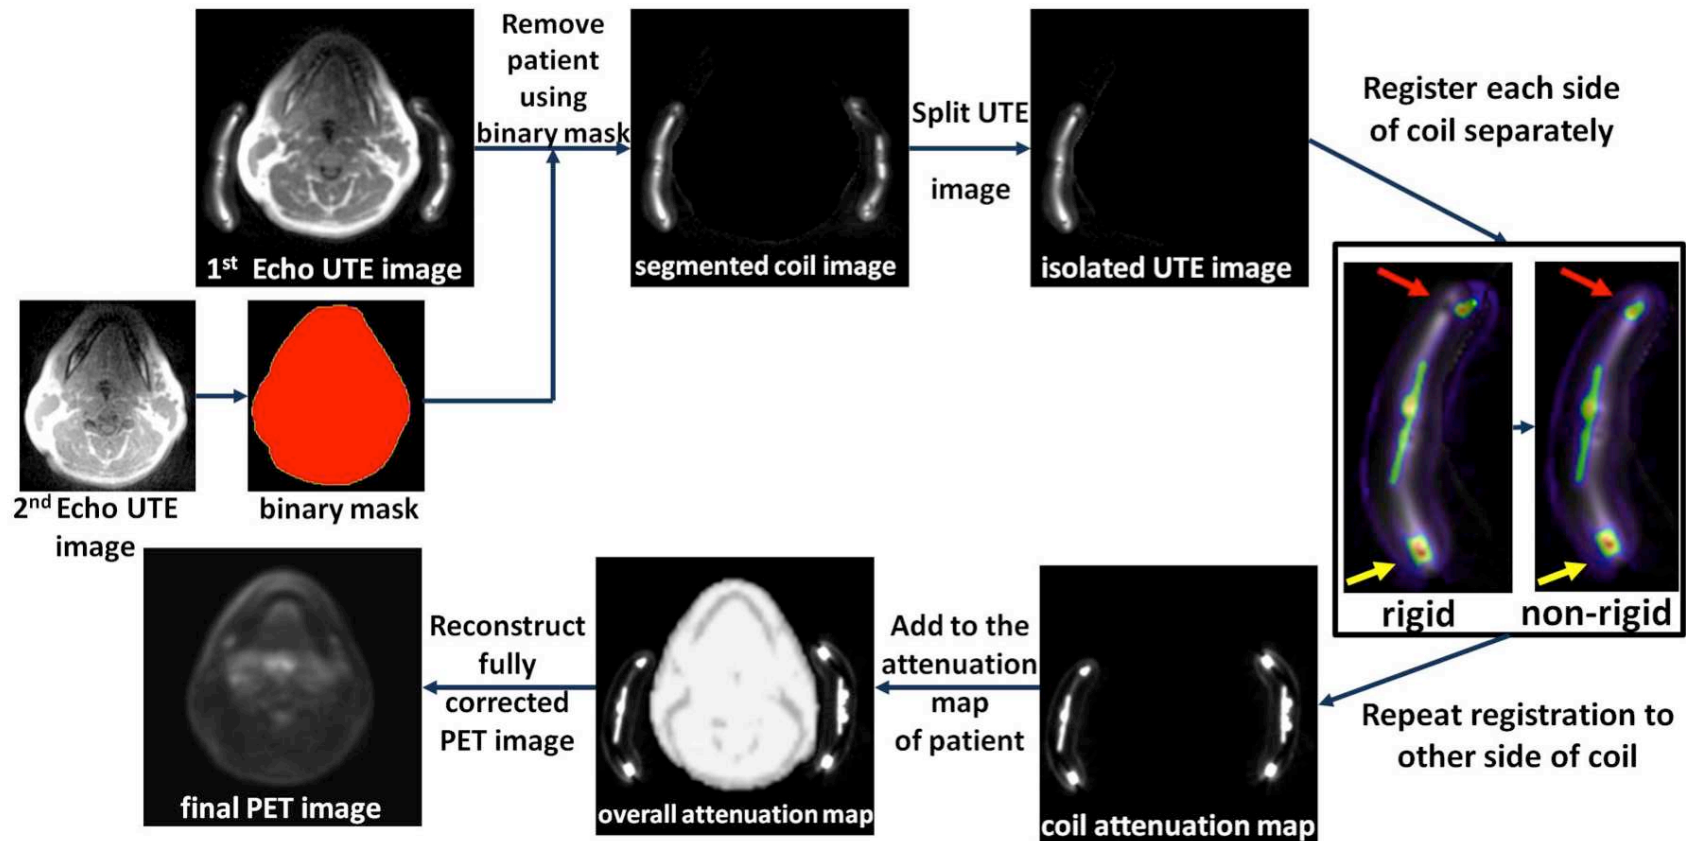 Remove
patient
using
binary mask
1st Echo UTE image
segmented coil image
Split UTE
image
isolated UTE image
Register each side
of coil separately
2nd Echo UTE
image
binary mask
rigid
non-rigid
Repeat registration to
other side of coil
coil attenuation map
Add to the
attenuation
map
of patient
overall attenuation map
Reconstruct
fully
corrected
PET image
final PET image